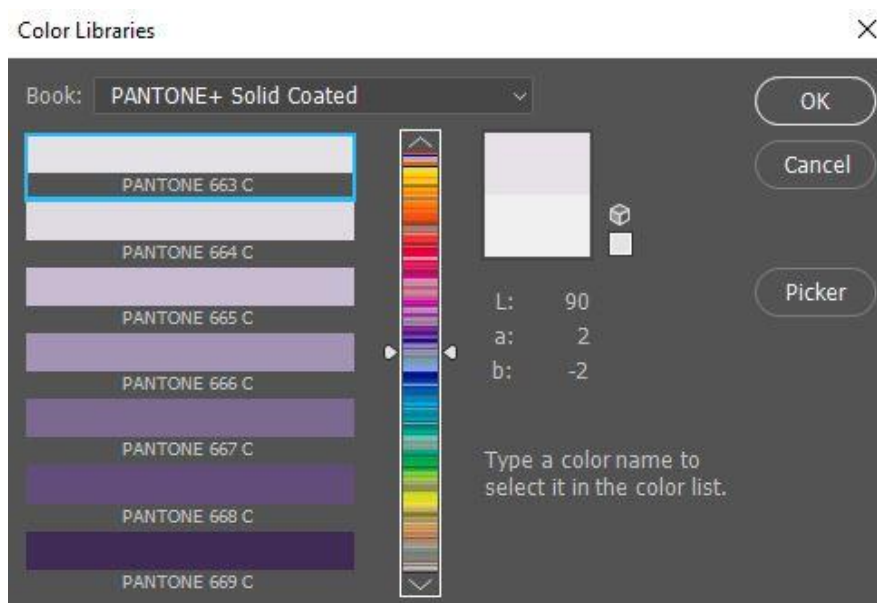 Color Libraries
Book: PANTONE+ Solid Coated
OK
PANTONE 663 C
Cancel
PANTONE 664 C
PANTONE 665 C
L: 90
Picker
a: 2
PANTONE 666 C
b: -2
PANTONE 667 C
Type a color name to
select it in the color list.
PANTONE 668 C
PANTONE 669 C